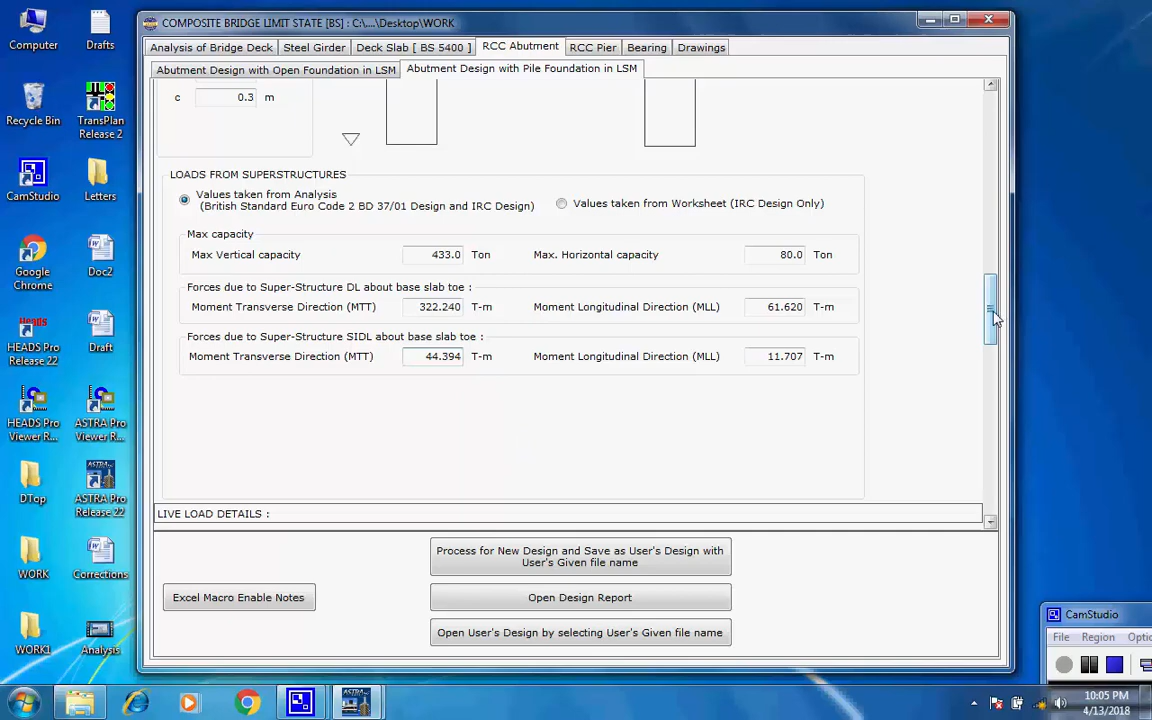 COMPOSITE BRIDGE LIMIT STATE [BS] : C:\...\Desktop\WORK
Analysis of Bridge Deck
Steel Girder
Deck Slab [ BS 5400 ]
RCC Abutment
RCC Pier
Bearing
Drawings
Abutment Design with Open Foundation in LSM
Abutment Design with Pile Foundation in LSM
c 0.3 m
LOADS FROM SUPERSTRUCTURES
Values taken from Analysis
(British Standard Euro Code 2 BD 37/01 Design and IRC Design)
Values taken from Worksheet (IRC Design Only)
Max capacity
Max Vertical capacity 433.0 Ton Max. Horizontal capacity 80.0 Ton
Forces due to Super-Structure DL about base slab toe :
Moment Transverse Direction (MTT) 322.240 T-m Moment Longitudinal Direction (MLL) 61.620 T-m
Forces due to Super-Structure SIDL about base slab toe :
Moment Transverse Direction (MTT) 44.394 T-m Moment Longitudinal Direction (MLL) 11.707 T-m
LIVE LOAD DETAILS :
Process for New Design and Save as User's Design with
User's Given file name
Excel Macro Enable Notes
Open Design Report
Open User's Design by selecting User's Given file name
Computer
Drafts
Recycle Bin
TransPlan
Release 2
CamStudio
Letters
Google
Chrome
Doc2
HEADS Pro
Release 22
Draft
HEADS Pro
Viewer R...
ASTRA Pro
Viewer R...
DTop
ASTRA Pro
Release 22
WORK
Corrections
WORK1
Analysis
CamStudio
File Region Optio
10:05 PM
4/13/2018